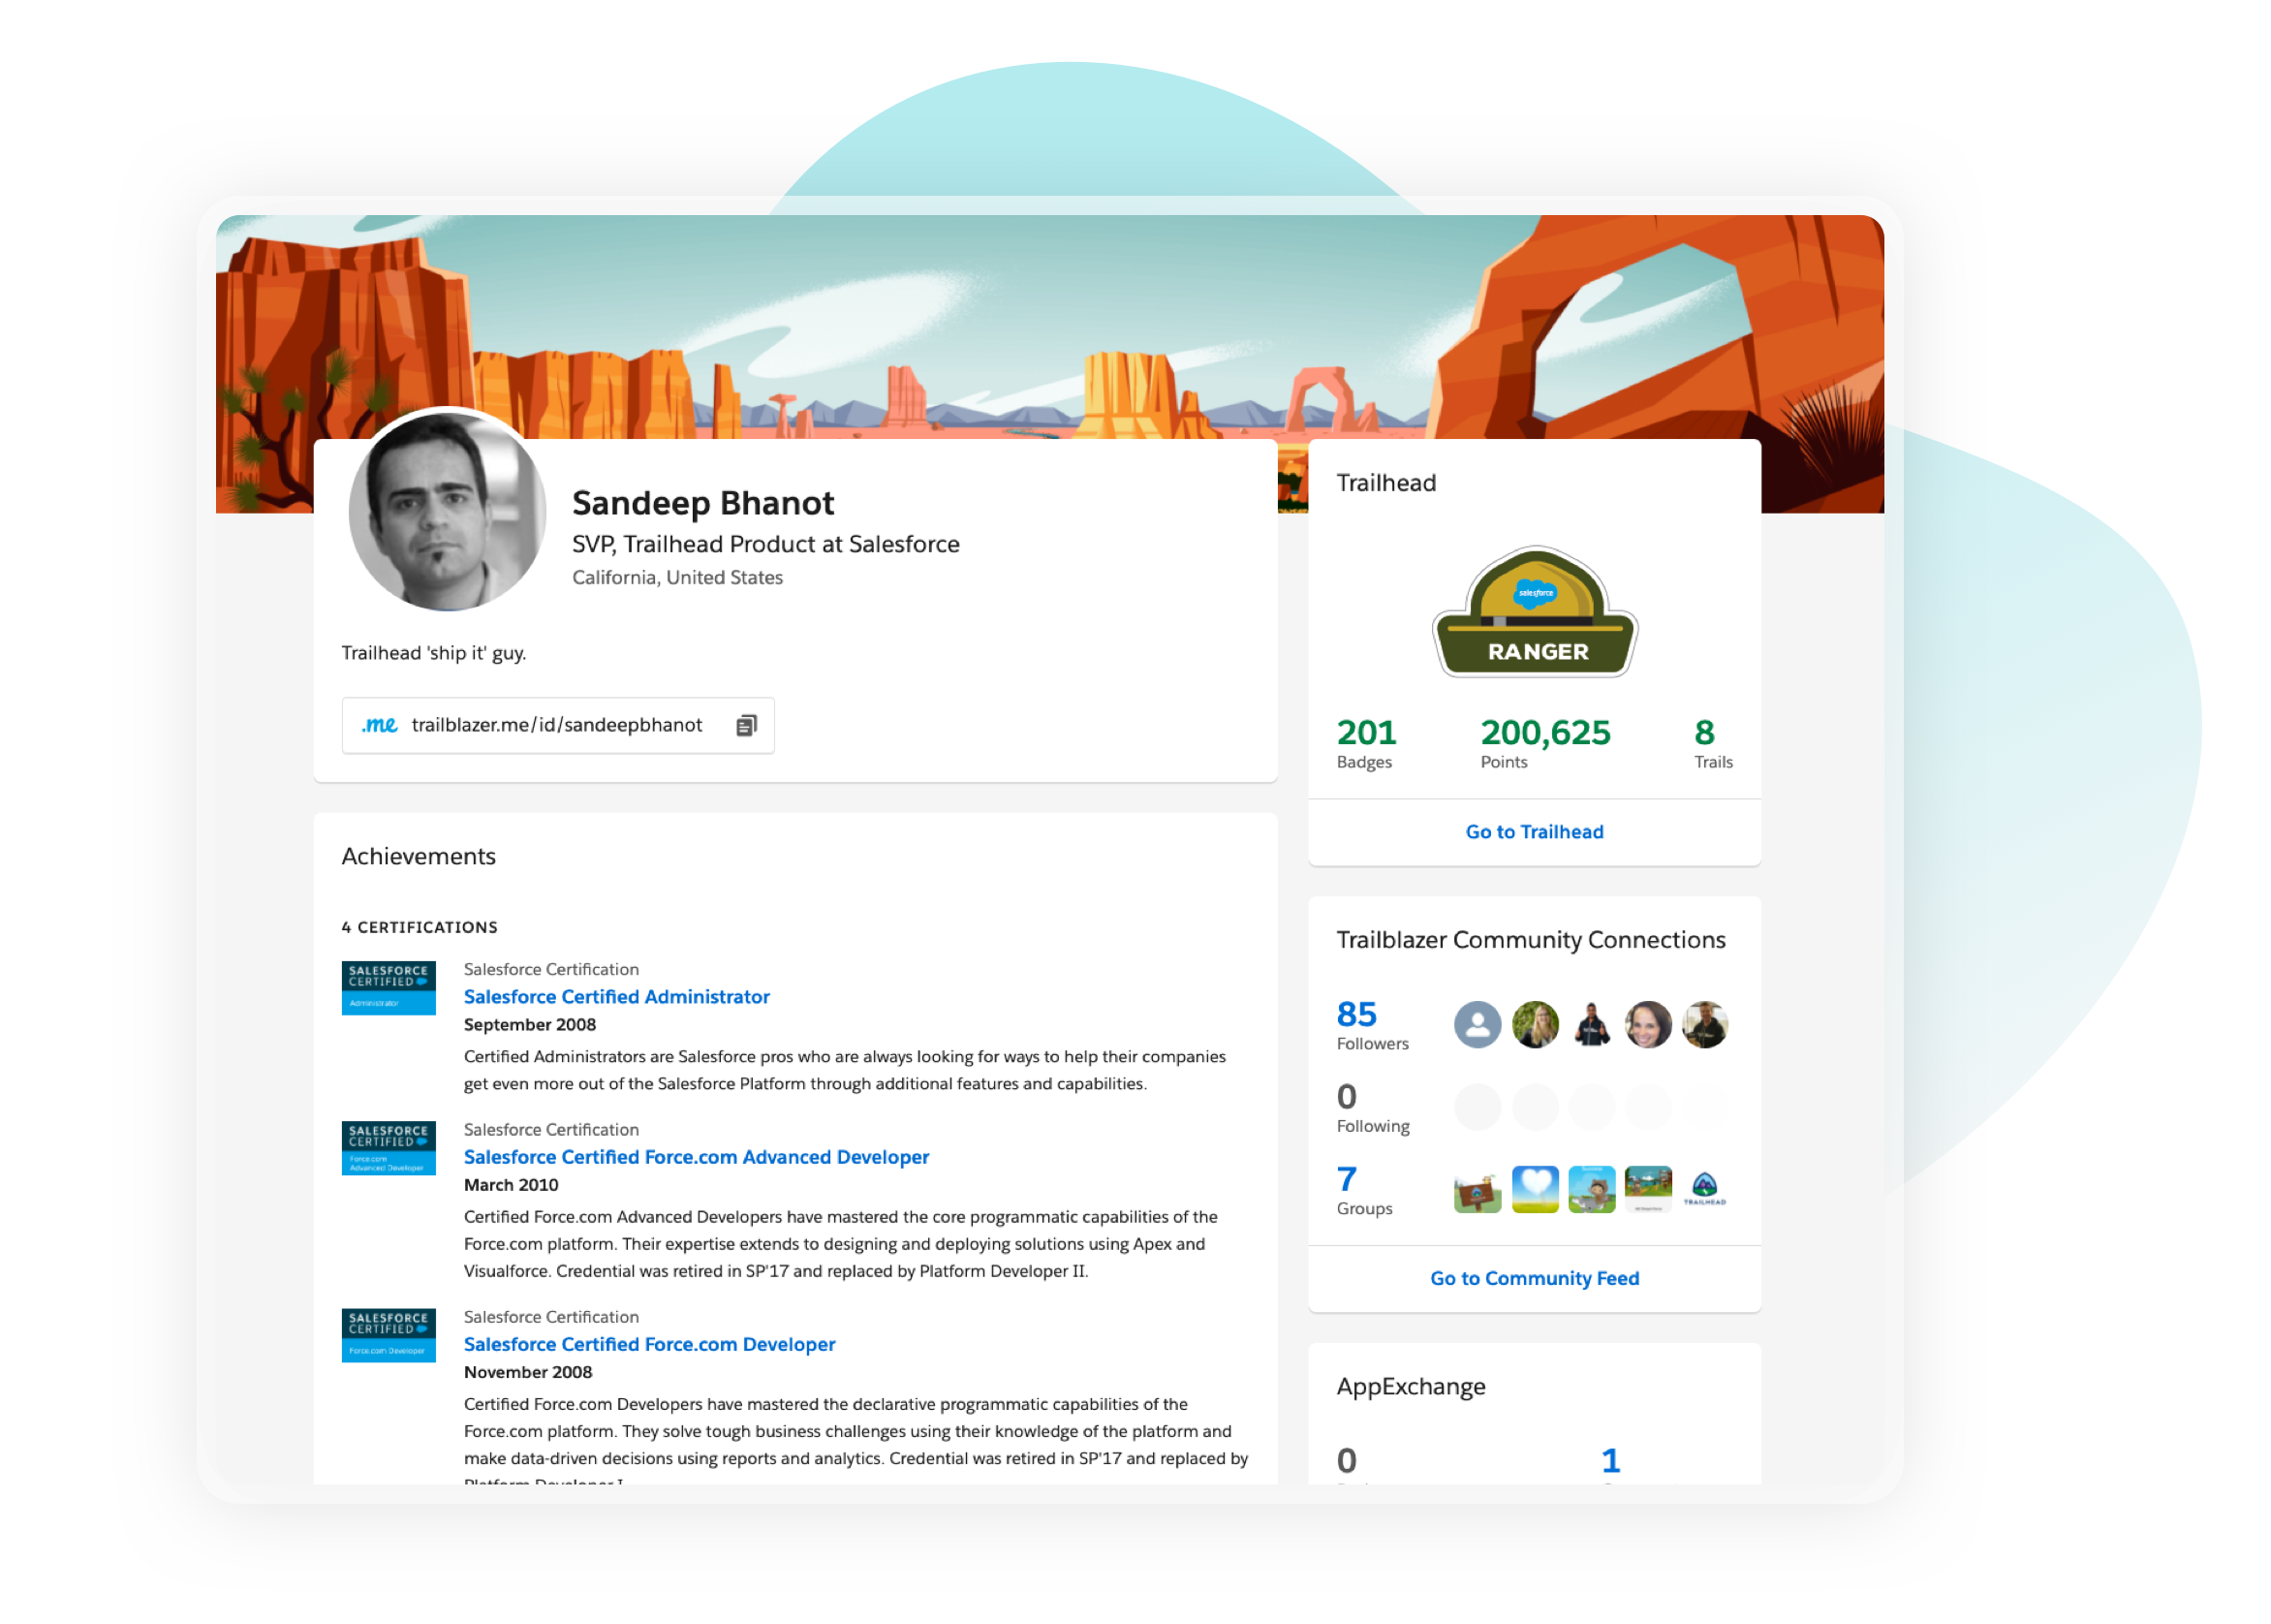 Sandeep Bhanot
SVP, Trailhead Product at Salesforce
California, United States
Trailhead 'ship it' guy.
.me trailblazer.me/id/sandeepbhanot
Achievements
4 CERTIFICATIONS
SALESFORCE
CERTIFIED
Administrator
Salesforce Certification
Salesforce Certified Administrator
September 2008
Certified Administrators are Salesforce pros who are always looking for ways to help their companies
get even more out of the Salesforce Platform through additional features and capabilities.
SALESFORCE
CERTIFIED
Force.com
Advanced Developer
Salesforce Certification
Salesforce Certified Force.com Advanced Developer
March 2010
Certified Force.com Advanced Developers have mastered the core programmatic capabilities of the
Force.com platform. Their expertise extends to designing and deploying solutions using Apex and
Visualforce. Credential was retired in SP'17 and replaced by Platform Developer II.
SALESFORCE
CERTIFIED
Force.com Developer
Salesforce Certification
Salesforce Certified Force.com Developer
November 2008
Certified Force.com Developers have mastered the declarative programmatic capabilities of the
Force.com platform. They solve tough business challenges using their knowledge of the platform and
make data-driven decisions using reports and analytics. Credential was retired in SP'17 and replaced by
Platform Developer I
Trailhead
salesforce
RANGER
201 200,625 8
Badges Points Trails
Go to Trailhead
Trailblazer Community Connections
85
Followers
0
Following
7
Groups
TRAILHEAD
Go to Community Feed
AppExchange
0 1